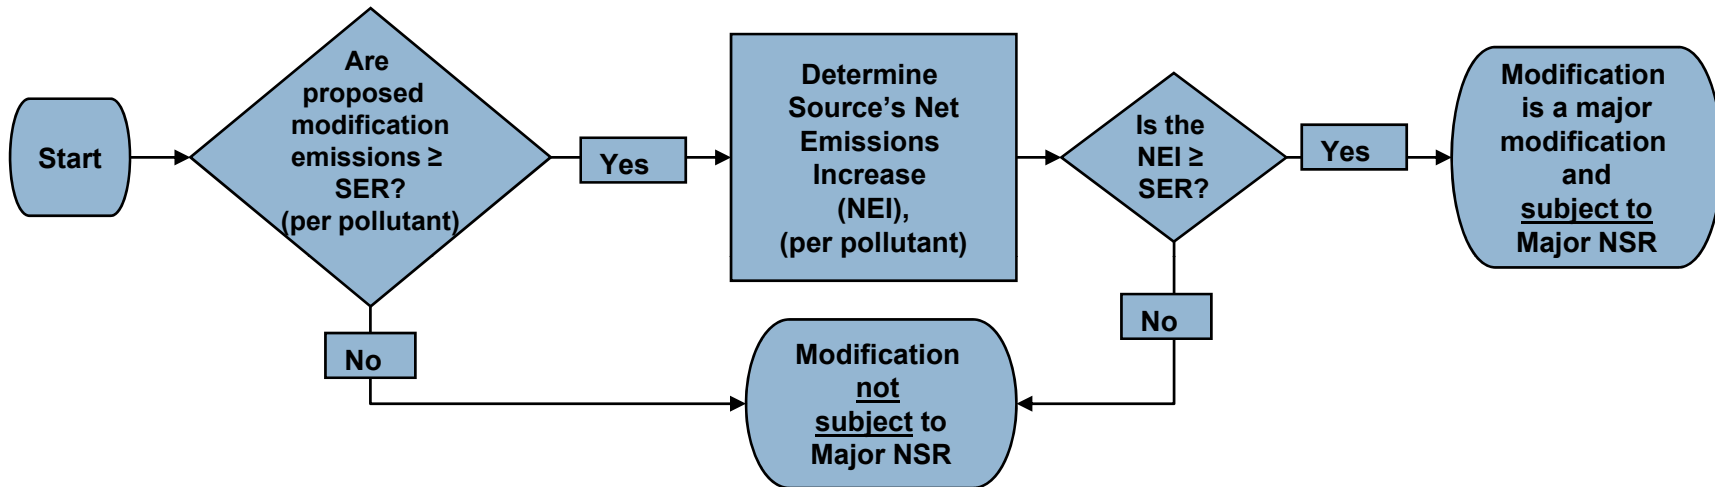 Start
Are
proposed
modification
emissions ≥
SER?
(per pollutant)
Yes
No
Determine
Source’s Net
Emissions
Increase
(NEI),
(per pollutant)
Is the
NEI ≥
SER?
Yes
No
Modification
is a major
modification
and
subject to
Major NSR
Modification
not
subject to
Major NSR